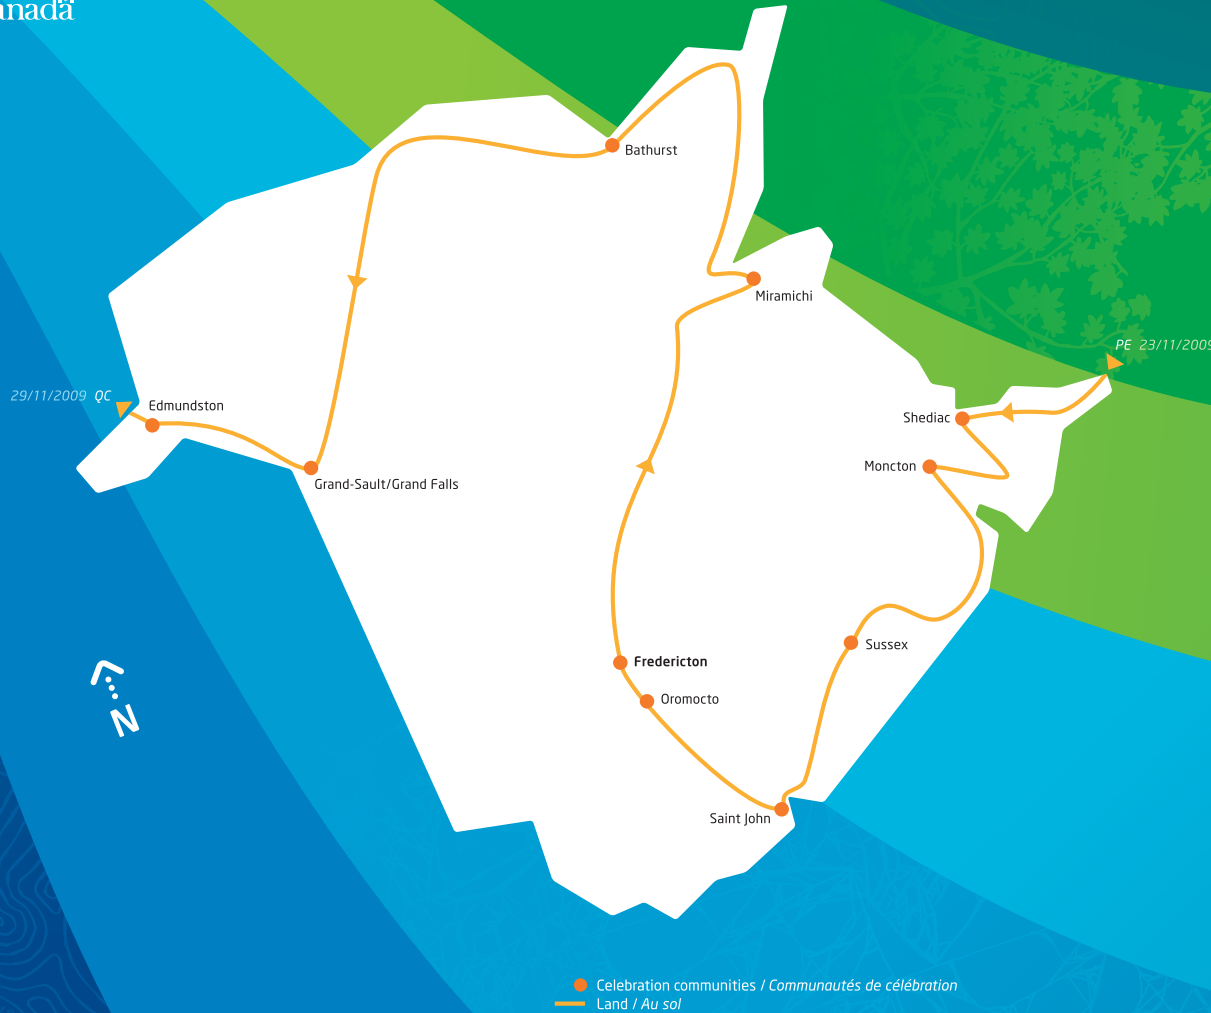 Bathurst
Miramichi
PE 23/11/2009
29/11/2009 QC
Edmundston
Shediac
Moncton
Grand-Sault/Grand Falls
Sussex
Fredericton
Oromocto
N
Saint John
Celebration communities / Communautés de célébration
Land / Au sol